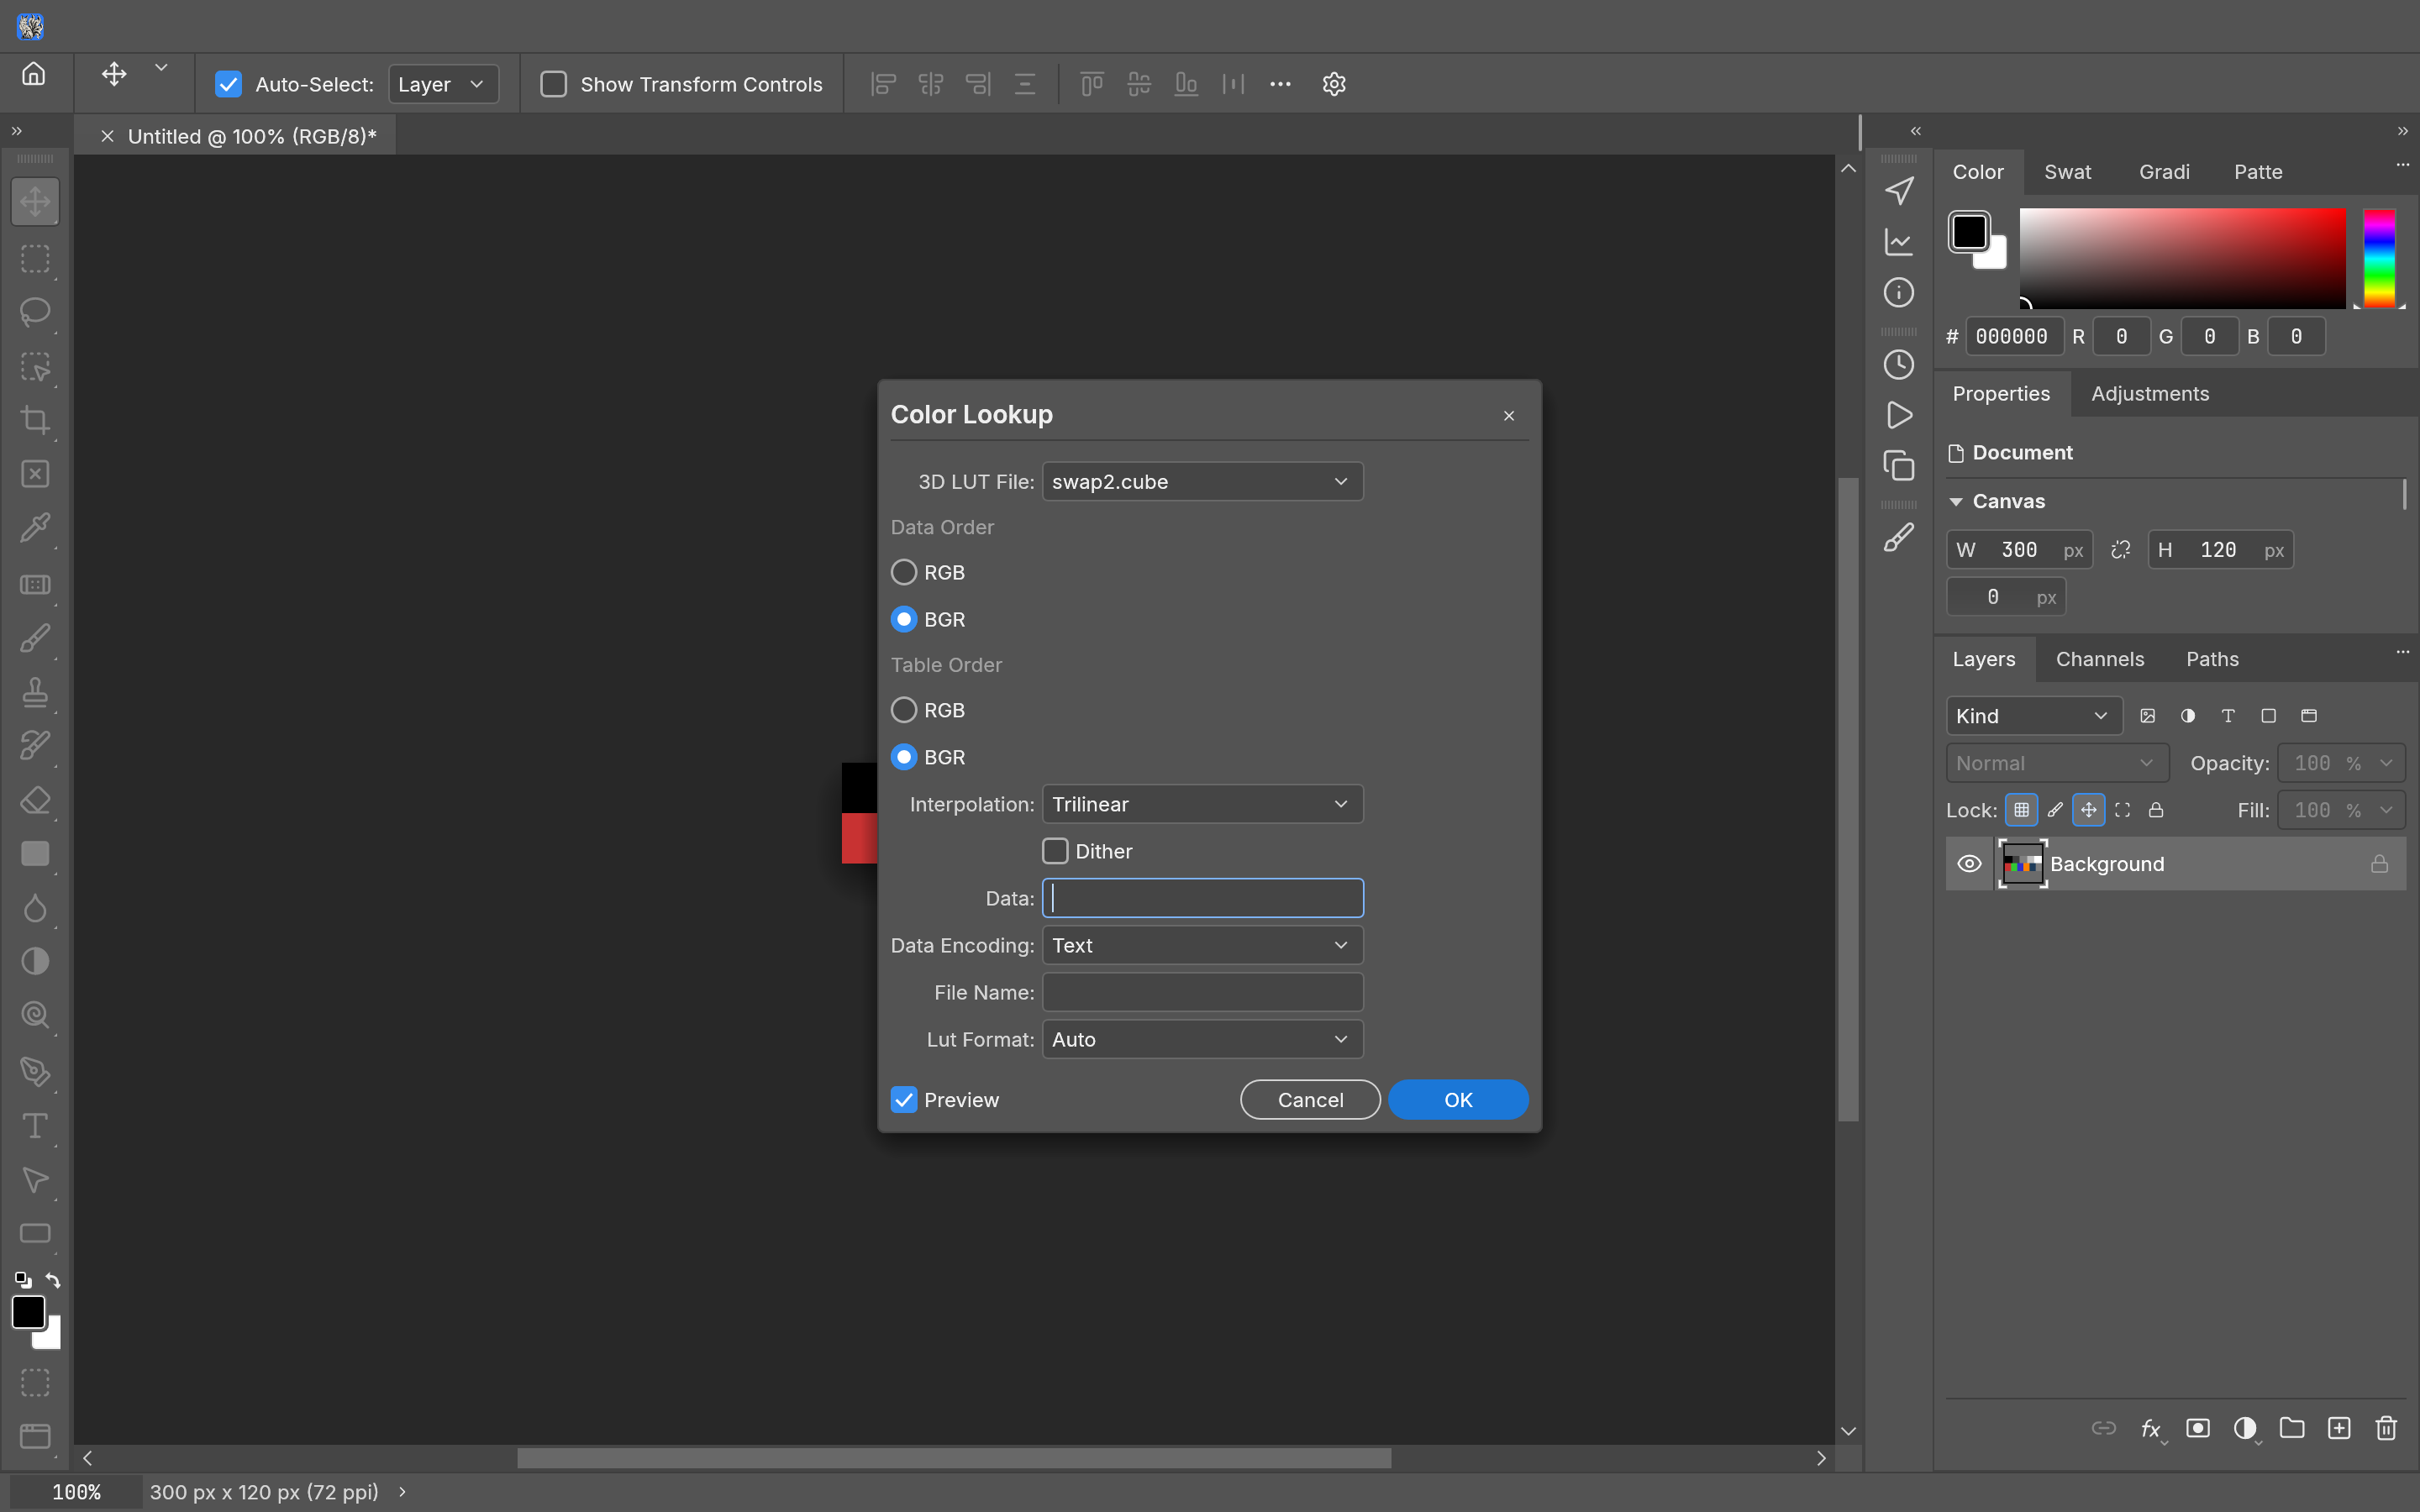 Auto-Select: Layer Show Transform Controls
Untitled @ 100% (RGB/8)*
Color Swat Gradi Patte
# 000000 R 0 G 0 B 0
Properties Adjustments
Document
Canvas
W 300 px H 120 px
0 px
Layers Channels Paths
Kind
Normal Opacity: 100 %
Lock: Fill: 100 %
Background
Color Lookup
3D LUT File: swap2.cube
Data Order
RGB
BGR
Table Order
RGB
BGR
Interpolation: Trilinear
Dither
Data:
Data Encoding: Text
File Name:
Lut Format: Auto
Preview Cancel OK
100% 300 px x 120 px (72 ppi)